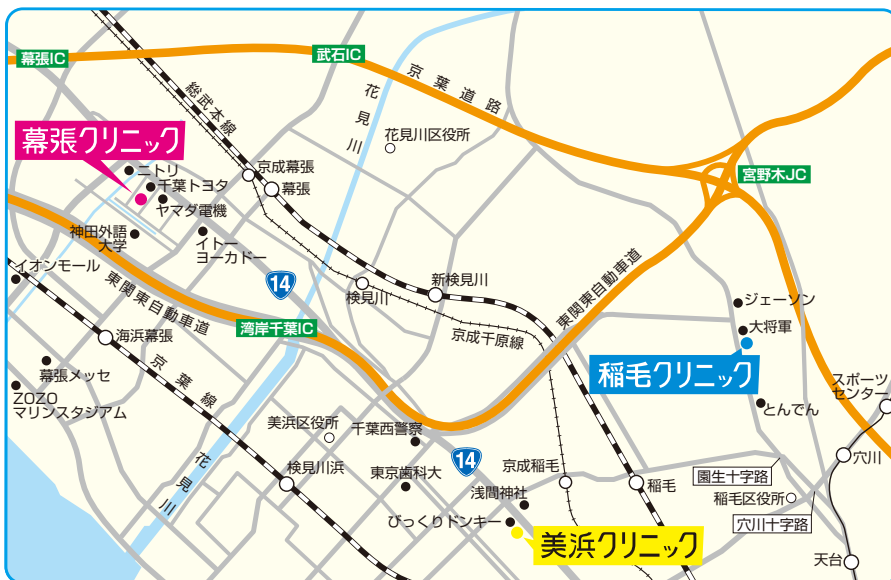 幕張IC
武石IC
京葉道路
総武本線
花見川
花見川区役所
幕張クリニック
ニトリ
千葉トヨタ
ヤマダ電機
京成幕張
幕張
宮野木JC
神田外語
大学
イトー
ヨーカドー
イオンモール
東関東自動車道
14
検見川
新検見川
東関東自動車道
ジェーソン
大将軍
湾岸千葉IC
京成千原線
海浜幕張
稲毛クリニック
幕張メッセ
京葉線
ZOZO
マリンスタジアム
スポーツ
センター
とんでん
美浜区役所
千葉西警察
花見川
検見川浜
東京歯科大
14
京成稲毛
稲毛
園生十字路
穴川
浅間神社
稲毛区役所
びっくりドンキー
穴川十字路
美浜クリニック
天台